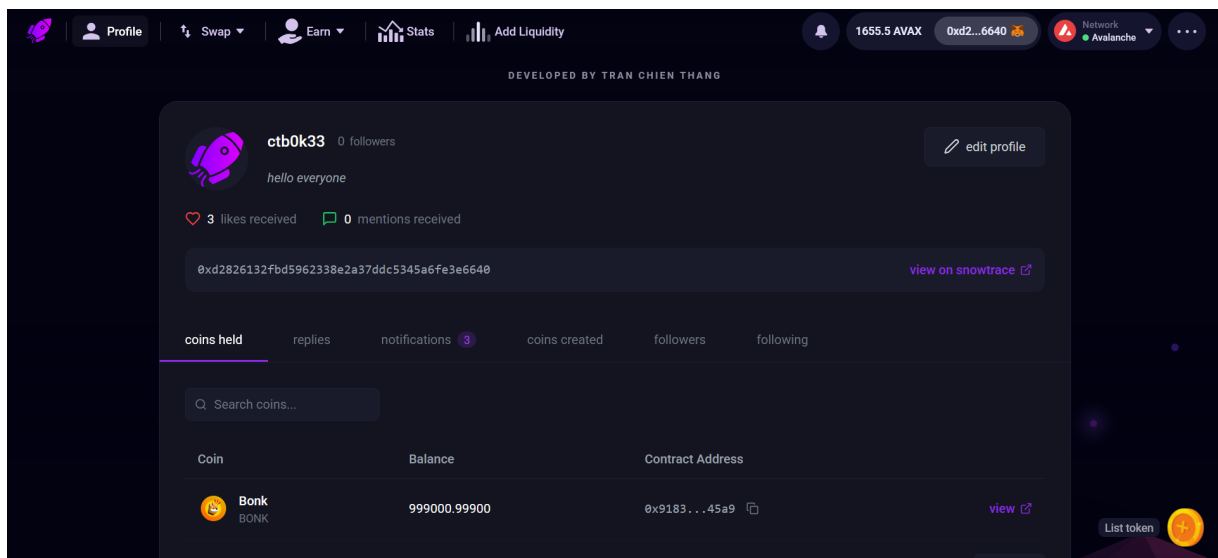 Profile Swap Earn Stats Add Liquidity 1655.5 AVAX 0xd2...6640 Network Avalanche
DEVELOPED BY TRAN CHIEN THANG
ctb0k33 0 followers
edit profile
hello everyone
3 likes received 0 mentions received
0xd2826132fbd5962338e2a37ddc5345a6fe3e6640 view on snowtrace
coins held replies notifications 3 coins created followers following
Search coins...
Coin Balance Contract Address
Bonk
BONK
999000.99900 0x9183...45a9 view
List token